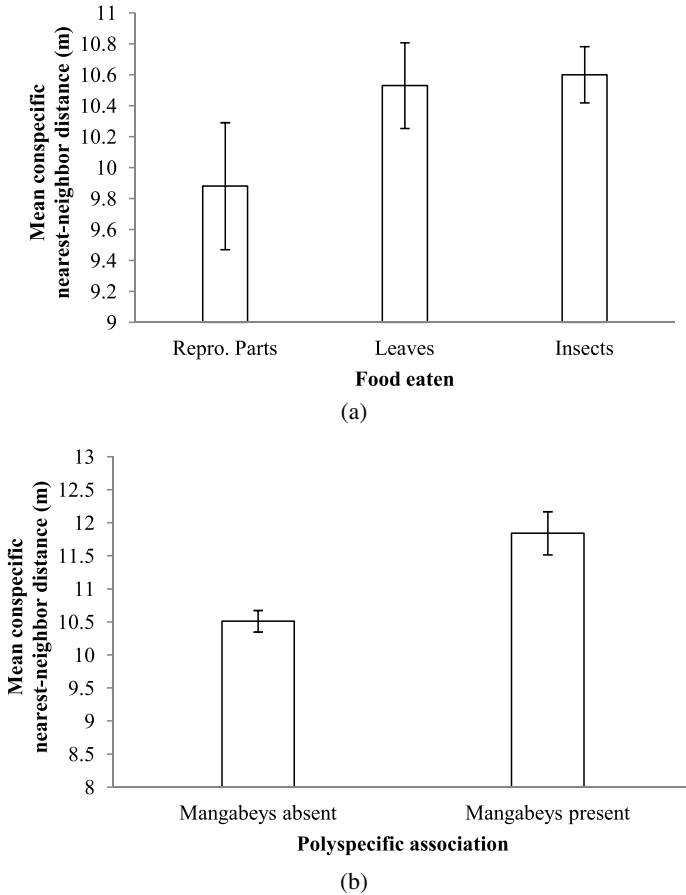 Mean conspecific
nearest-neighbor distance (m)
11
10.8
10.6
10.4
10.2
10
9.8
9.6
9.4
9.2
9
Repro. Parts Leaves Insects
Food eaten
(a)
Mean conspecific
nearest-neighbor distance (m)
13
12.5
12
11.5
11
10.5
10
9.5
9
8.5
8
Mangabeys absent Mangabeys present
Polyspecific association
(b)